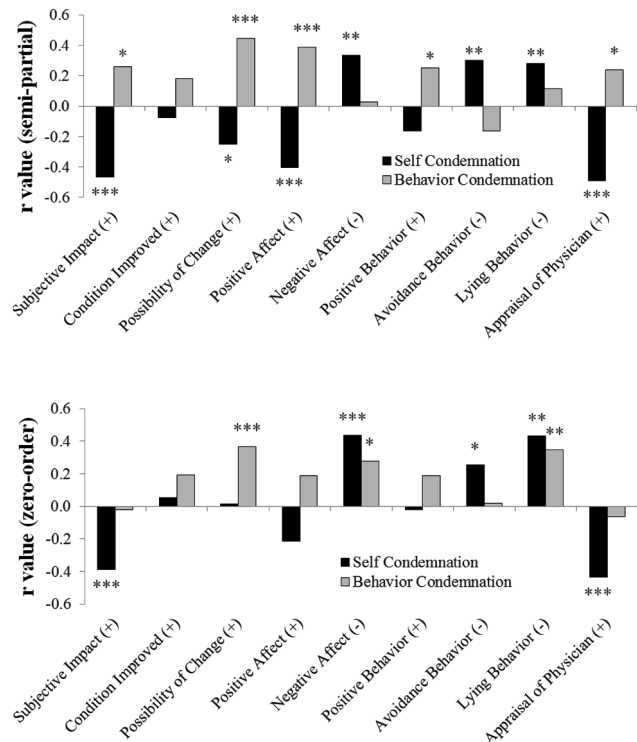 0.6
0.4
0.2
0.0
-0.2
-0.4
-0.6
r value (semi-partial)
*
***
***
**
*
**
**
*
***
*
***
***
Self Condemnation
Behavior Condemnation
Subjective Impact (+)
Condition Improved (+)
Possibility of Change (+)
Positive Affect (+)
Negative Affect (-)
Positive Behavior (+)
Avoidance Behavior (-)
Lying Behavior (-)
Appraisal of Physician (+)
0.6
0.4
0.2
0.0
-0.2
-0.4
-0.6
r value (zero-order)
***
***
*
*
**
**
***
***
Self Condemnation
Behavior Condemnation
Subjective Impact (+)
Condition Improved (+)
Possibility of Change (+)
Positive Affect (+)
Negative Affect (-)
Positive Behavior (+)
Avoidance Behavior (-)
Lying Behavior (-)
Appraisal of Physician (+)